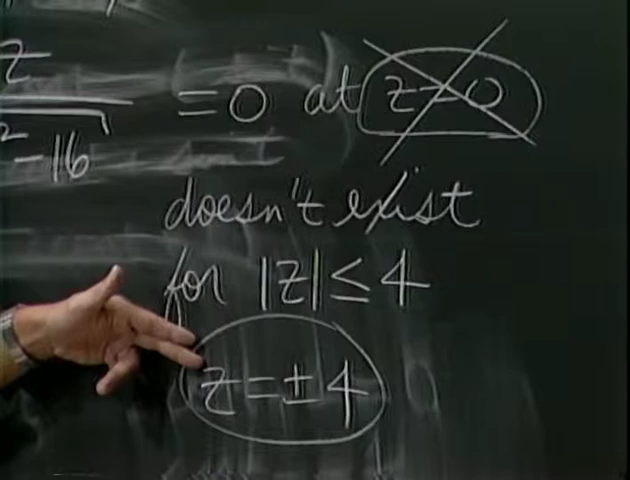 z = 0 at z=0
² - 16
doesn't exist
for |z| ≤ 4
z = ± 4